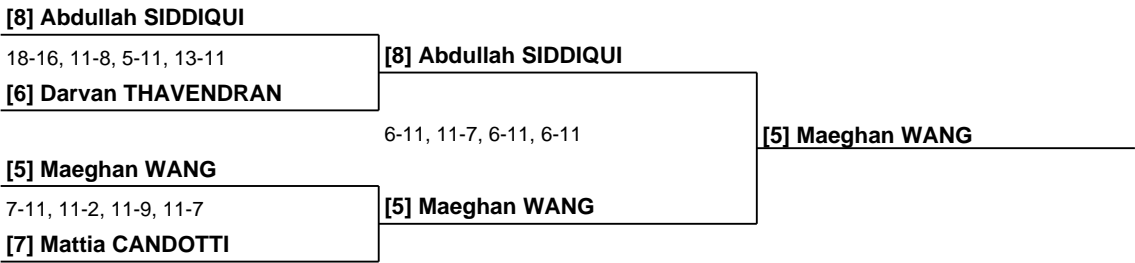 [8] Abdullah SIDDIQUI
18-16, 11-8, 5-11, 13-11
[8] Abdullah SIDDIQUI
[6] Darvan THAVENDRAN
6-11, 11-7, 6-11, 6-11
[5] Maeghan WANG
[5] Maeghan WANG
7-11, 11-2, 11-9, 11-7
[5] Maeghan WANG
[7] Mattia CANDOTTI